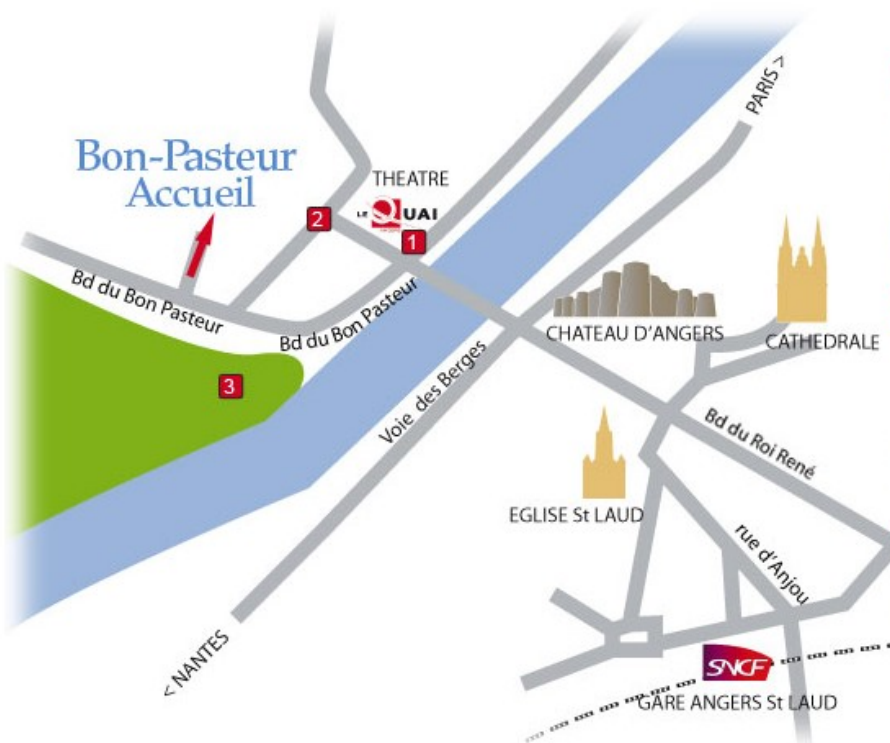 PARIS >
Bon-Pasteur
Accueil
THEATRE
LE QUAI
2
1
Bd du Bon Pasteur
Bd du Bon Pasteur
CHATEAU D'ANGERS
CATHEDRALE
3
Voie des Berges
Bd du Roi René
EGLISE St LAUD
rue d'Anjou
< NANTES
SNCF
GARE ANGERS St LAUD